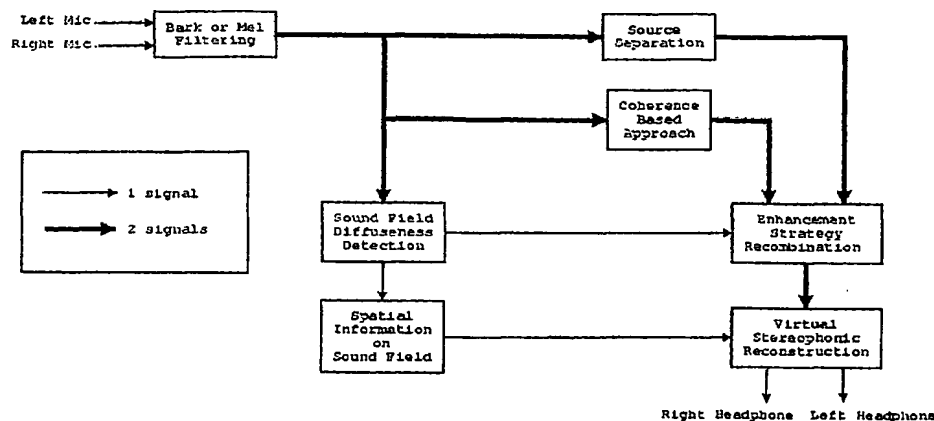 Left Mic.
Right Mic.
Bark or Mel
Filtering
Source
Separation
Coherence
Based
Approach
1 signal
2 signals
Sound Field
Diffuseness
Detection
Enhancement
Strategy
Recombination
Spatial
Information
on
Sound Field
Virtual
Stereophonic
Reconstruction
Right Headphone
Left Headphone